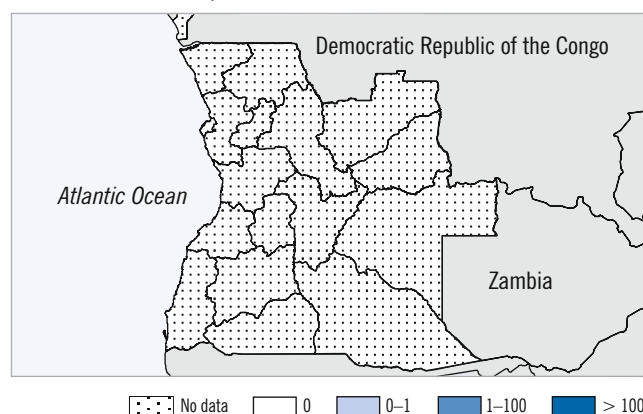 Democratic Republic of the Congo
Atlantic Ocean
Zambia
No data 0 0–1 1–100 > 100